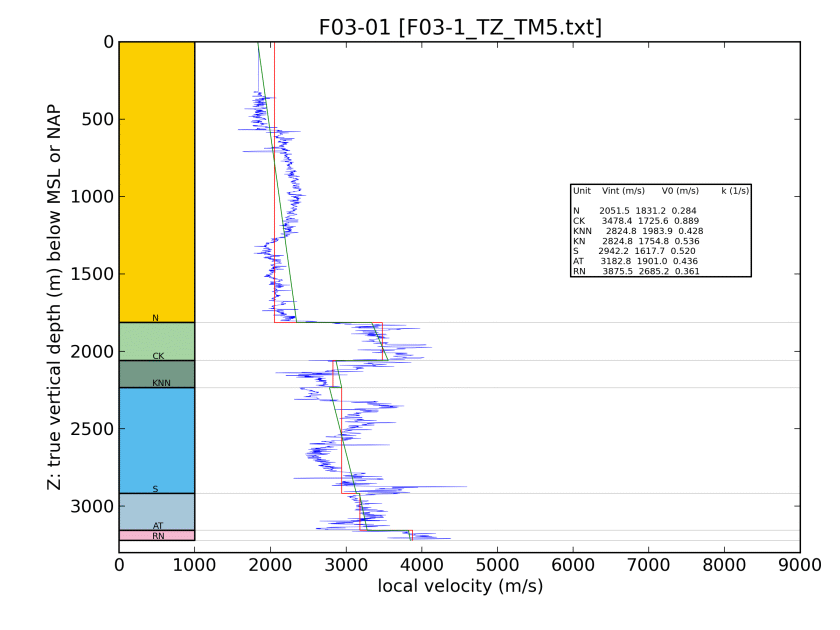 F03-01 [F03-1_TZ_TM5.txt]
0
500
1000
1500
2000
2500
3000
Z: true vertical depth (m) below MSL or NAP
N
CK
KNN
S
AT
RN
Unit Vint (m/s) V0 (m/s) k (1/s)
N 2051.5 1831.2 0.284
CK 3478.4 1725.6 0.889
KNN 2824.8 1983.9 0.428
KN 2824.8 1754.8 0.536
S 2942.2 1617.7 0.520
AT 3182.8 1901.0 0.436
RN 3875.5 2685.2 0.361
0 1000 2000 3000 4000 5000 6000 7000 8000 9000
local velocity (m/s)